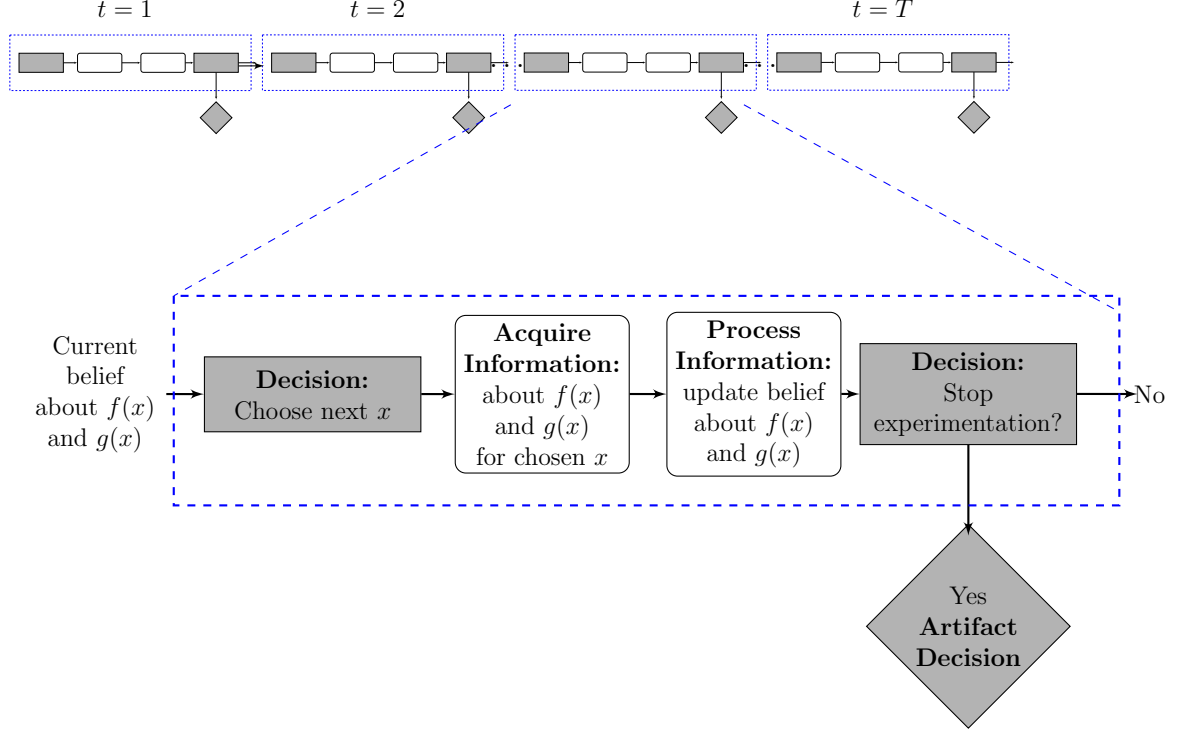 t = 1
t = 2
t = T
. . .
. . .
Current
belief
about f(x)
and g(x)
Decision:
Choose next x
Acquire
Information:
about f(x)
and g(x)
for chosen x
Process
Information:
update belief
about f(x)
and g(x)
Decision:
Stop
experimentation?
No
Yes
Artifact
Decision